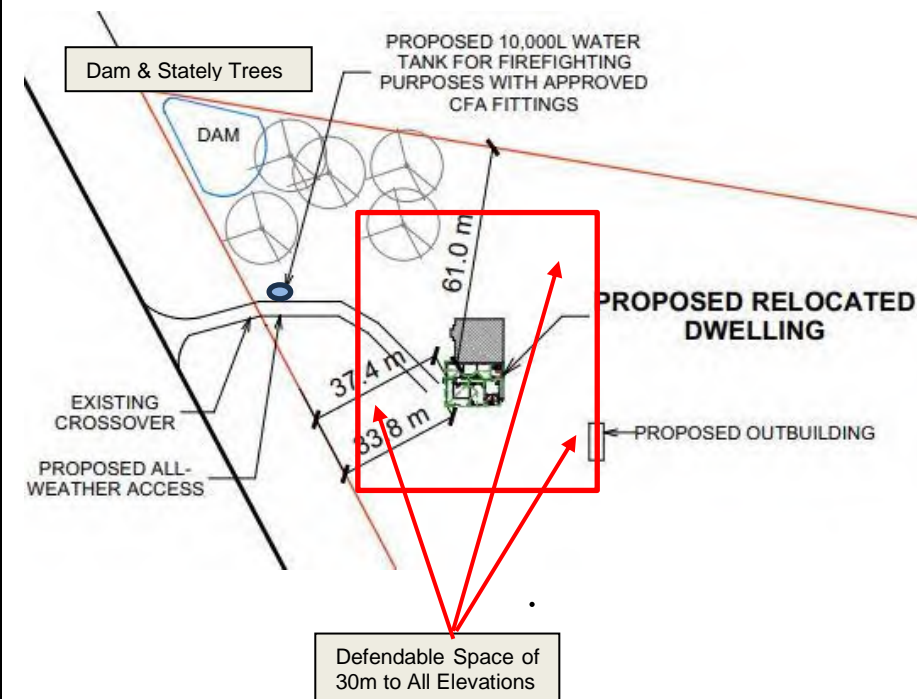 PROPOSED 10,000L WATER
TANK FOR FIREFIGHTING
PURPOSES WITH APPROVED
CFA FITTINGS
Dam & Stately Trees
DAM
61.0 m
PROPOSED RELOCATED
DWELLING
37.4 m
33.8 m
EXISTING
CROSSOVER
PROPOSED OUTBUILDING
PROPOSED ALL-
WEATHER ACCESS
Defendable Space of
30m to All Elevations